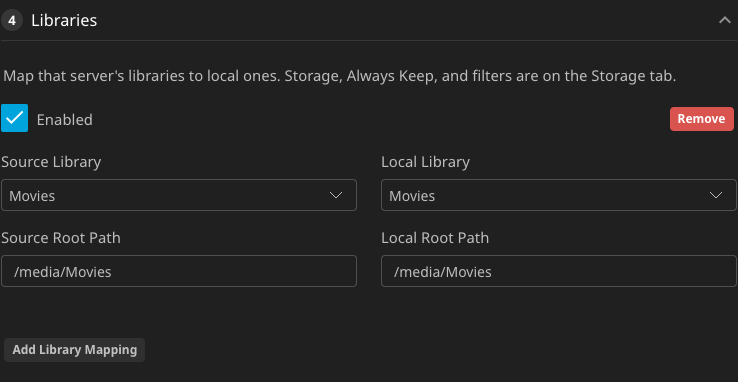 4 Libraries
Map that server's libraries to local ones. Storage, Always Keep, and filters are on the Storage tab.
Enabled
Remove
Source Library
Local Library
Movies
Movies
Source Root Path
Local Root Path
/media/Movies
/media/Movies
Add Library Mapping